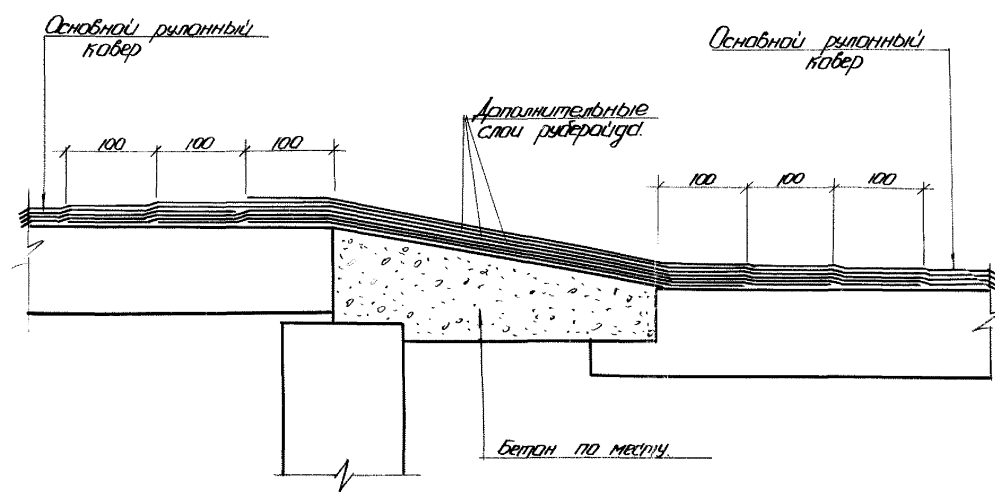 Основной рулонный
ковер
Основной рулонный
ковер
Дополнительные
слои рубероида.
100 100 100
100 100 100
Бетон по месту.